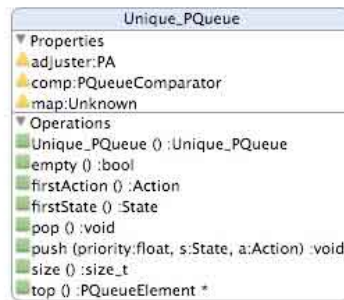 Unique_PQueue
Properties
adjuster:PA
comp:PQueueComparator
map:Unknown
Operations
Unique_PQueue () :Unique_PQueue
empty () :bool
firstAction () :Action
firstState () :State
pop () :void
push (priority:float, s:State, a:Action) :void
size () :size_t
top () :PQueueElement *